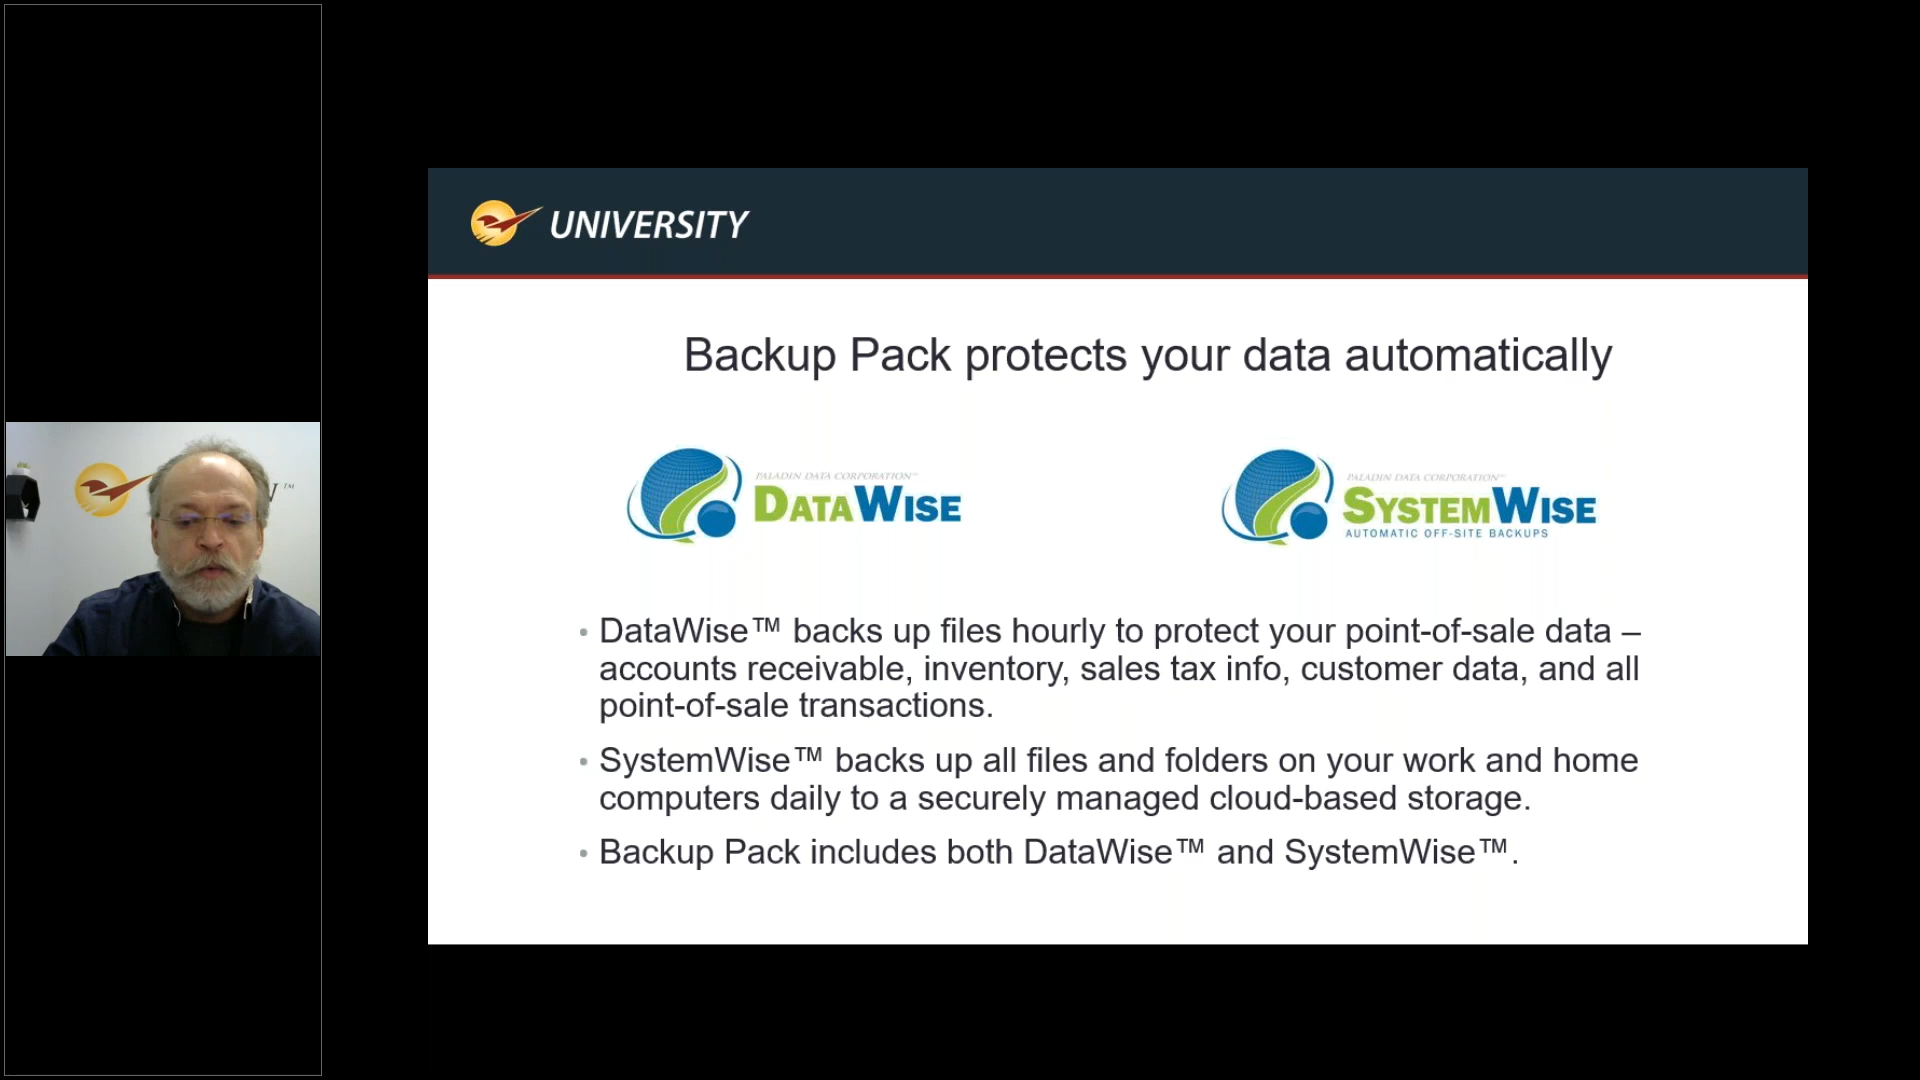 UNIVERSITY
Backup Pack protects your data automatically
PALADIN DATA CORPORATION™
DATAWISE
PALADIN DATA CORPORATION™
SYSTEMWISE
AUTOMATIC OFF-SITE BACKUPS
• DataWise™ backs up files hourly to protect your point-of-sale data –
accounts receivable, inventory, sales tax info, customer data, and all
point-of-sale transactions.
• SystemWise™ backs up all files and folders on your work and home
computers daily to a securely managed cloud-based storage.
• Backup Pack includes both DataWise™ and SystemWise™.